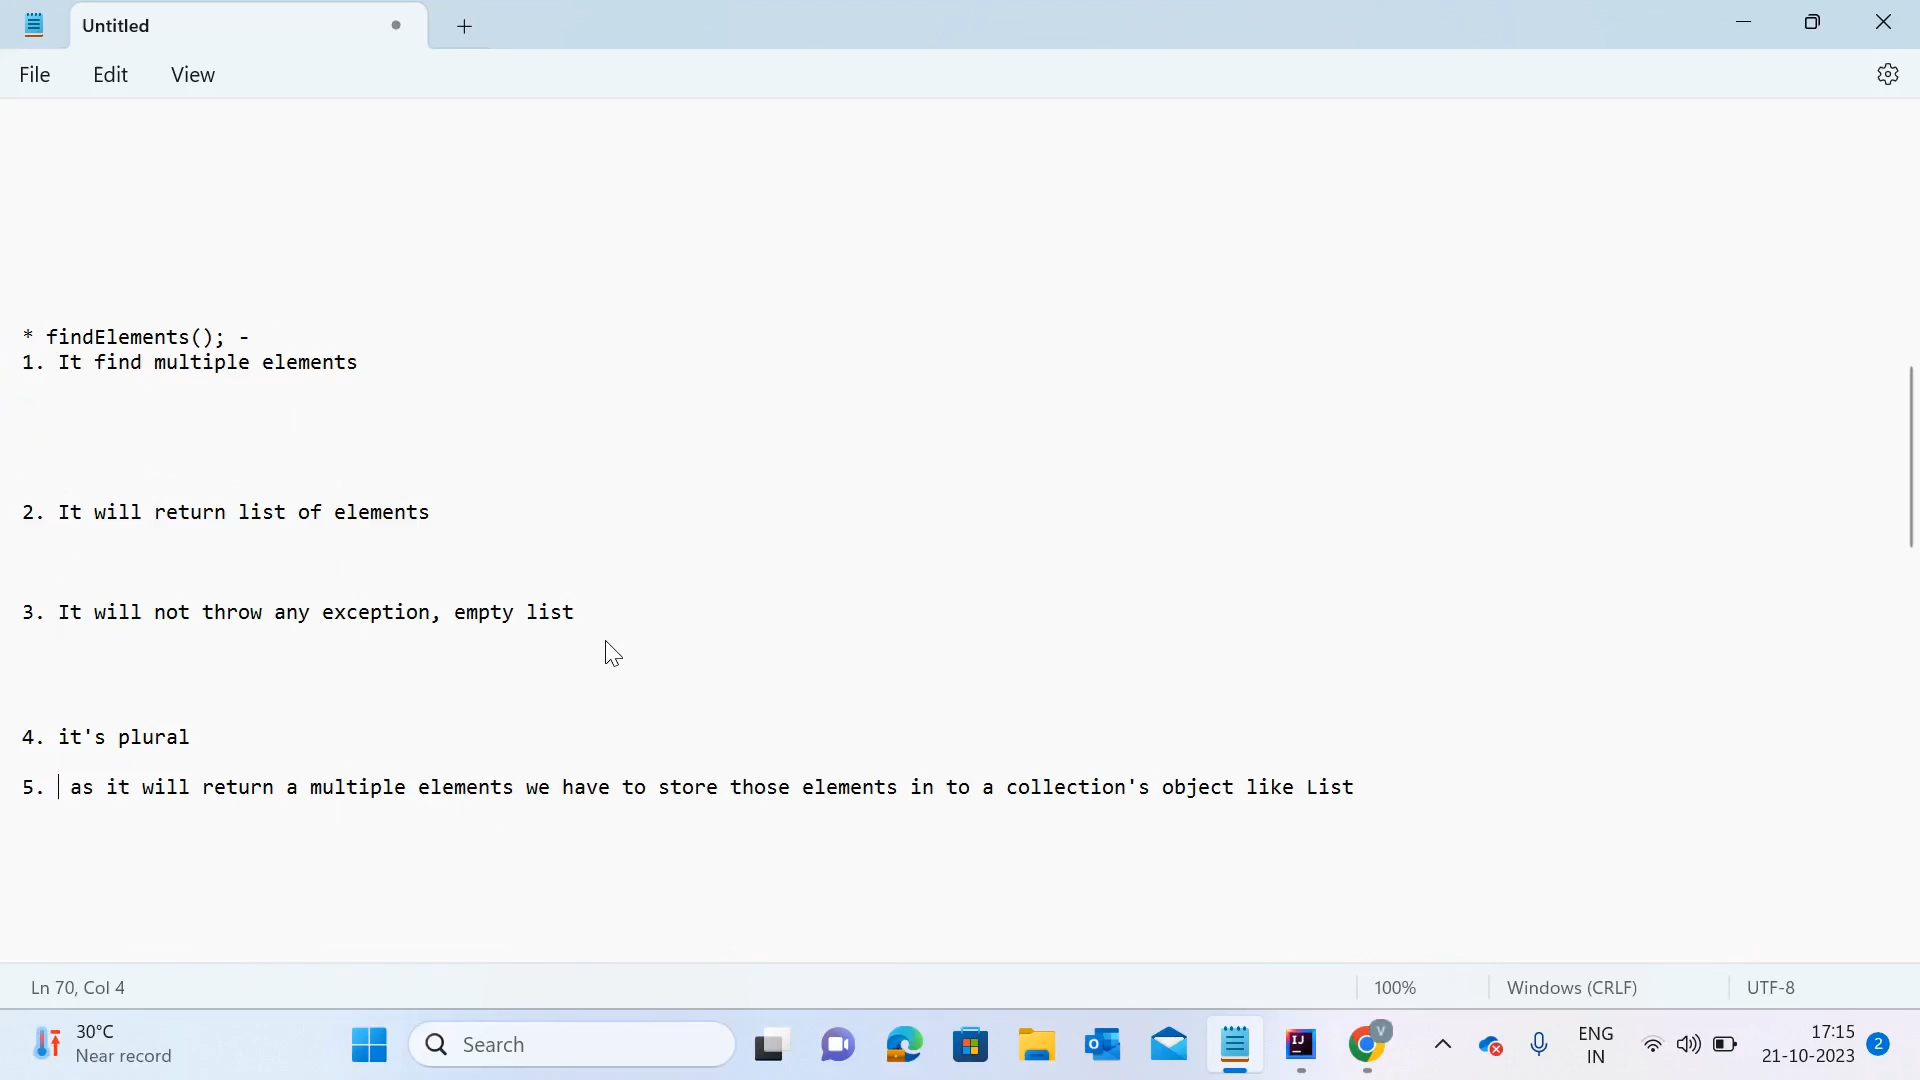 Untitled
File Edit View
* findElements(); -
1. It find multiple elements
2. It will return list of elements
3. It will not throw any exception, empty list
4. it's plural
5. as it will return a multiple elements we have to store those elements in to a collection's object like List
Ln 70, Col 4 100% Windows (CRLF) UTF-8
30°C
Near record
Search
V
ENG
IN
17:15
21-10-2023
2